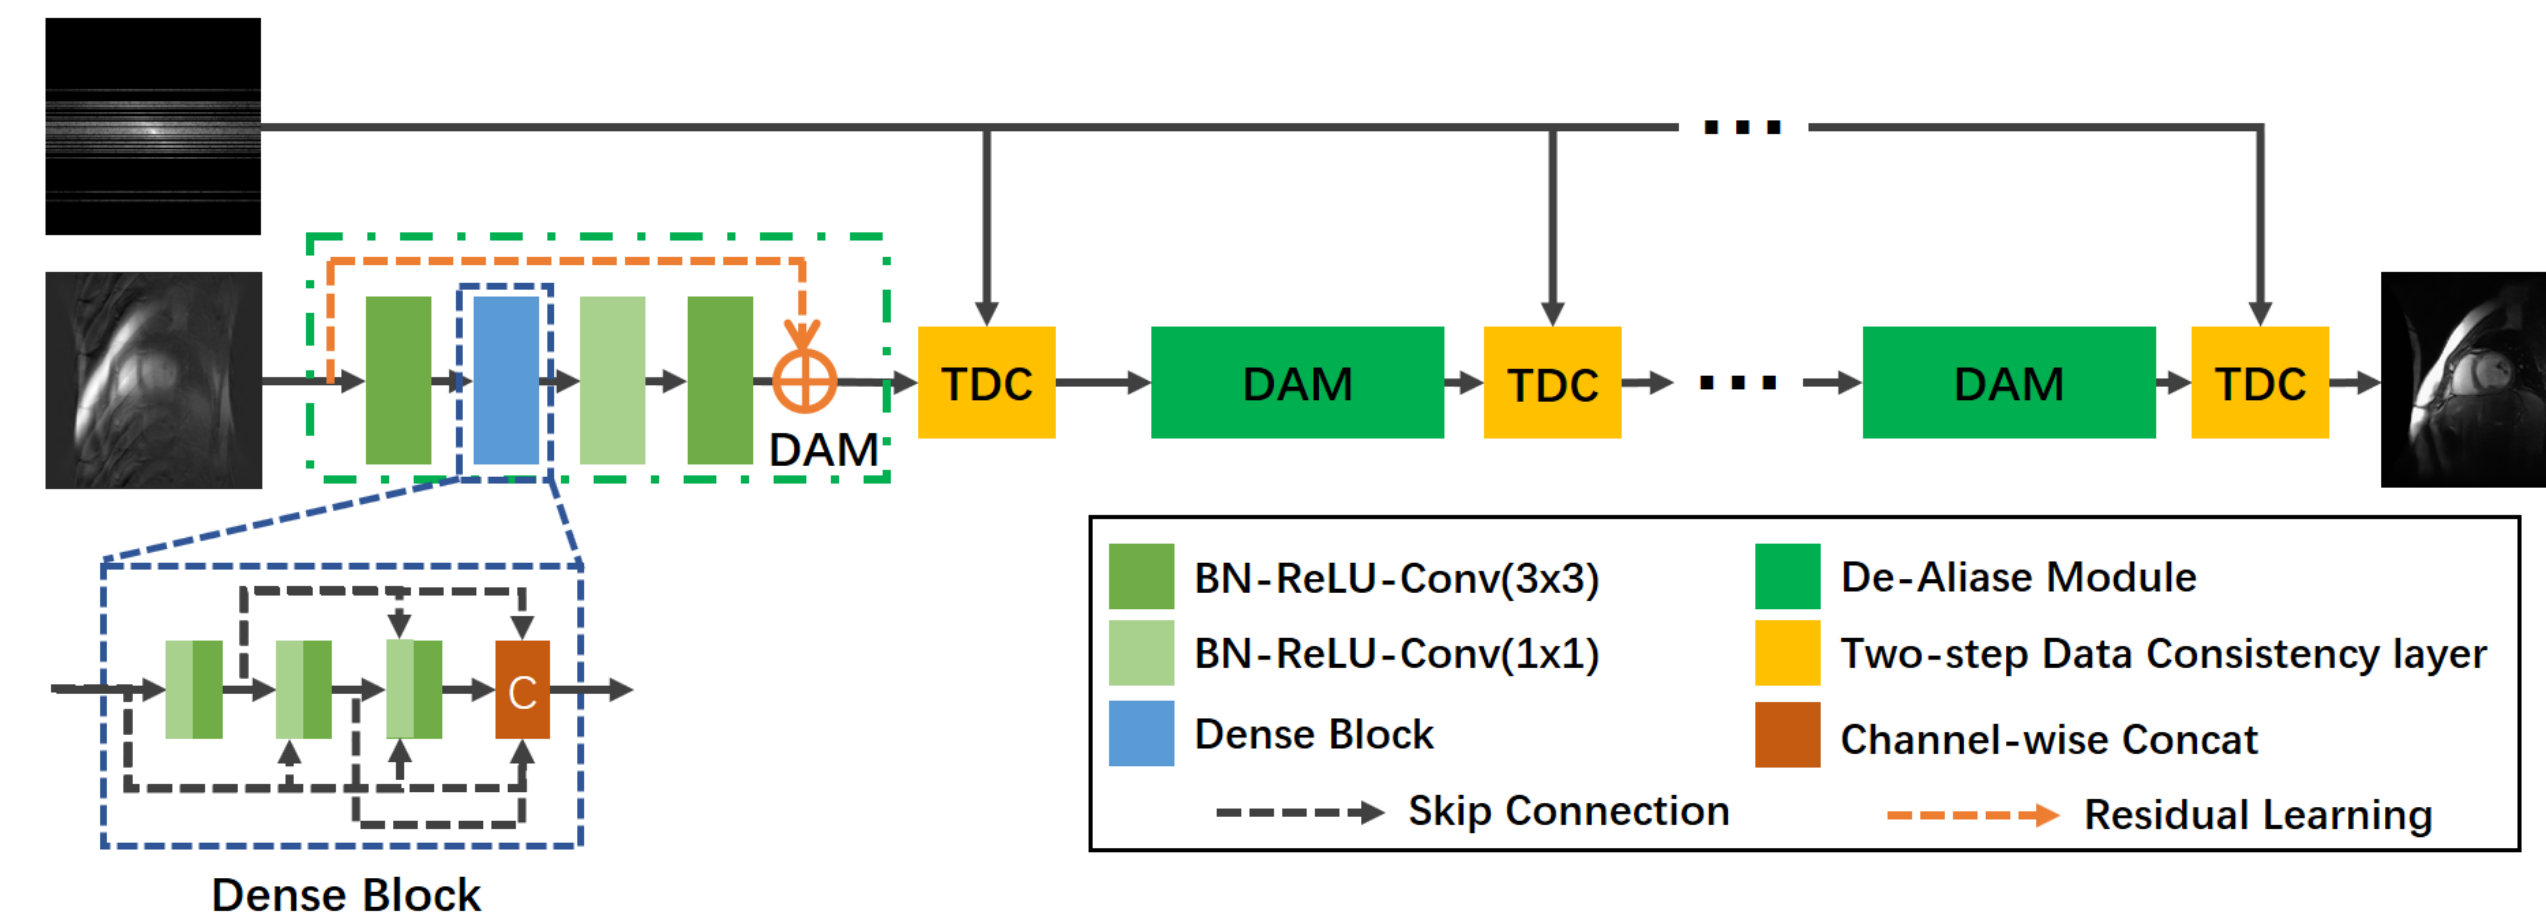 ...
DAM
TDC
DAM
TDC
...
DAM
TDC
C
Dense Block
BN-ReLU-Conv(3x3)
BN-ReLU-Conv(1x1)
Dense Block
De-Aliase Module
Two-step Data Consistency layer
Channel-wise Concat
Skip Connection
Residual Learning